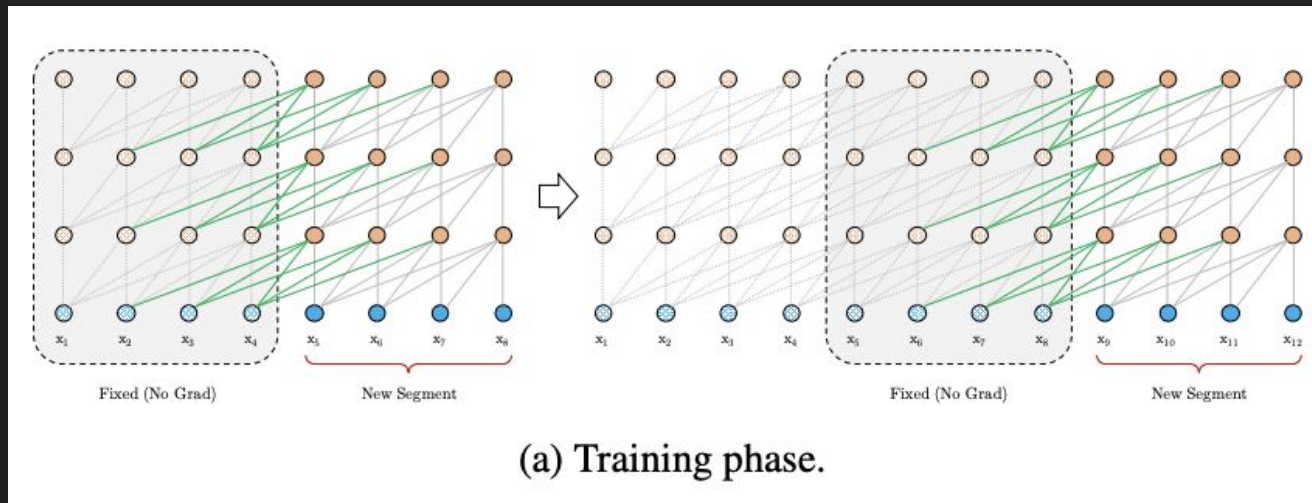 x₁ x₂ x₃ x₄ x₅ x₆ x₇ x₈ x₁ x₂ x₃ x₄ x₅ x₆ x₇ x₈ x₉ x₁₀ x₁₁ x₁₂
Fixed (No Grad) New Segment Fixed (No Grad) New Segment
(a) Training phase.